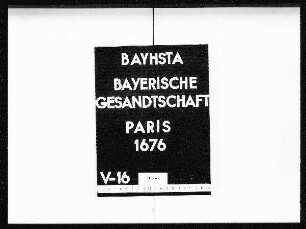 BAYHSTA
BAYERISCHE
GESANDTSCHAFT
PARIS
1676
V-16